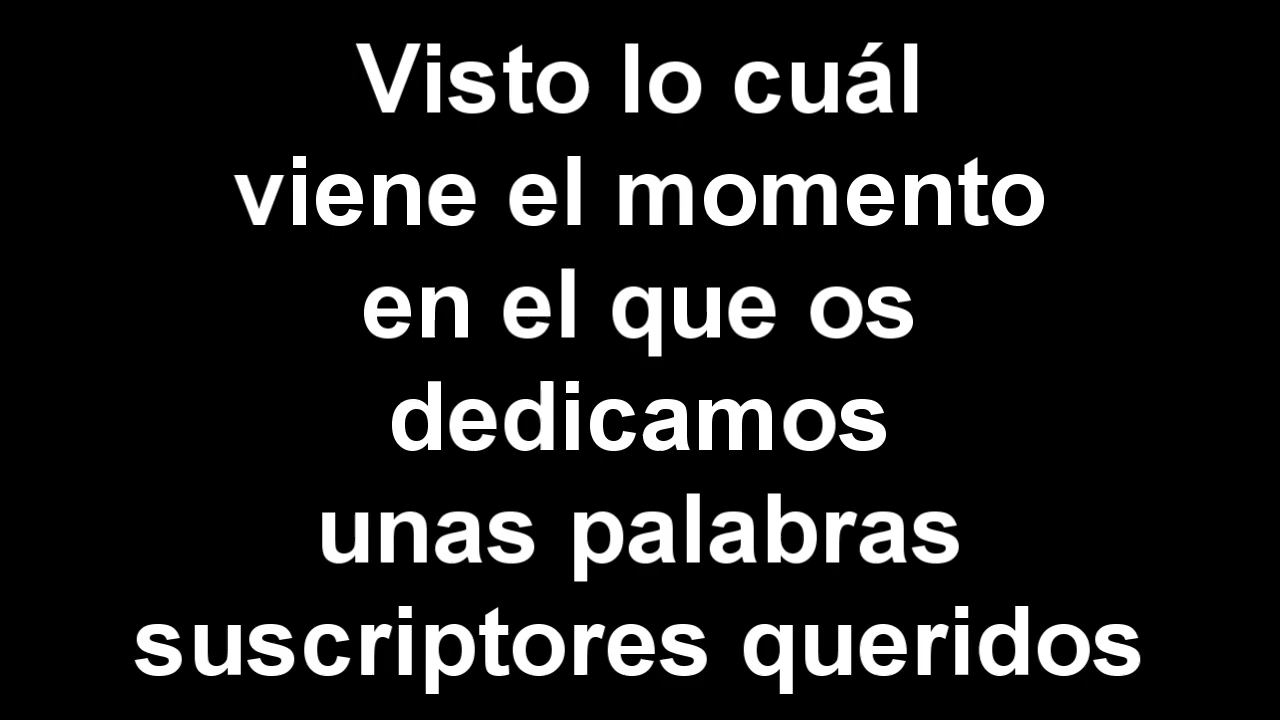 Visto lo cuál
viene el momento
en el que os
dedicamos
unas palabras
suscriptores queridos